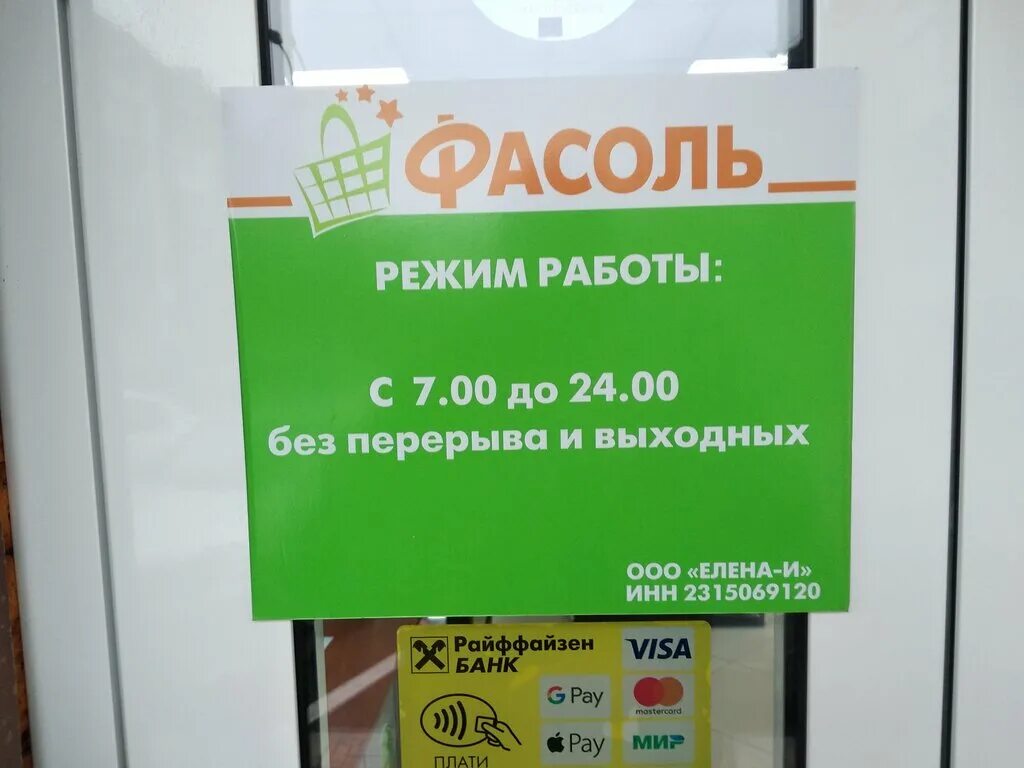 ФАСОЛЬ
РЕЖИМ РАБОТЫ:
С 7.00 до 24.00
без перерыва и выходных
ООО «ЕЛЕНА-И»
ИНН 2315069120
Райффайзен
БАНК
VISA
G Pay
mastercard
Pay
МИР
ПЛАТИ